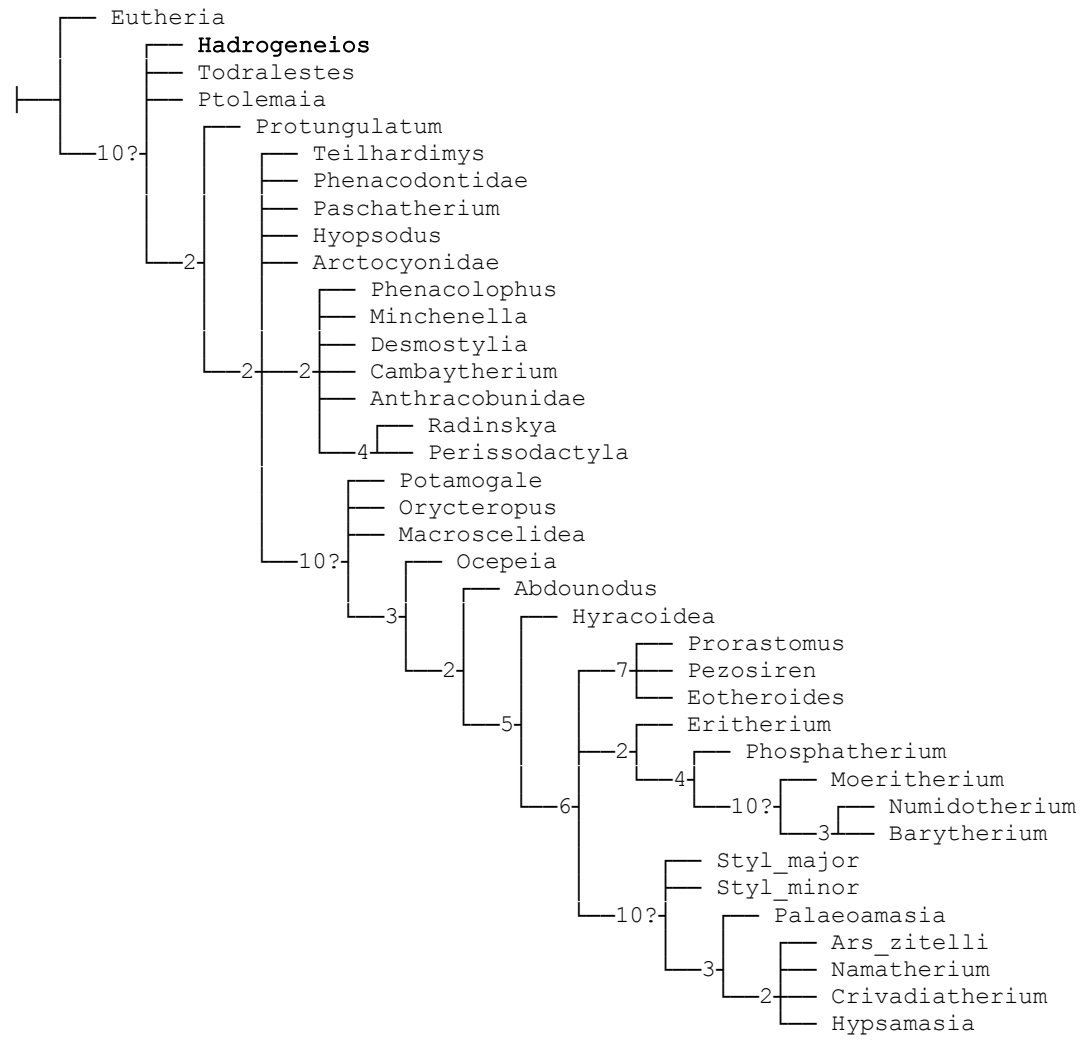 Eutheria
Hadrogeneios
Todralestes
Ptolemaia
Protungulatum
10? Teilhardimys
Phenacodontidae
Paschatherium
Hyopsodus
2 Arctocyonidae
Phenacolophus
Minchenella
Desmostylia
2 2 Cambaytherium
Anthracobunidae
Radinskya
4 Perissodactyla
Potamogale
Orycteropus
Macroscelidea
10? Ocepeia
Abdounodus
3 Hyracoidea
Prorastomus
2 7 Pezosiren
Eotheroides
5 Eritherium
2 Phosphatherium
4 Moeritherium
6 10? Numidotherium
3 Barytherium
Styl_major
Styl_minor
10? Palaeoamasia
Ars_zitelli
3 Namatherium
2 Crivadiatherium
Hypsamasia